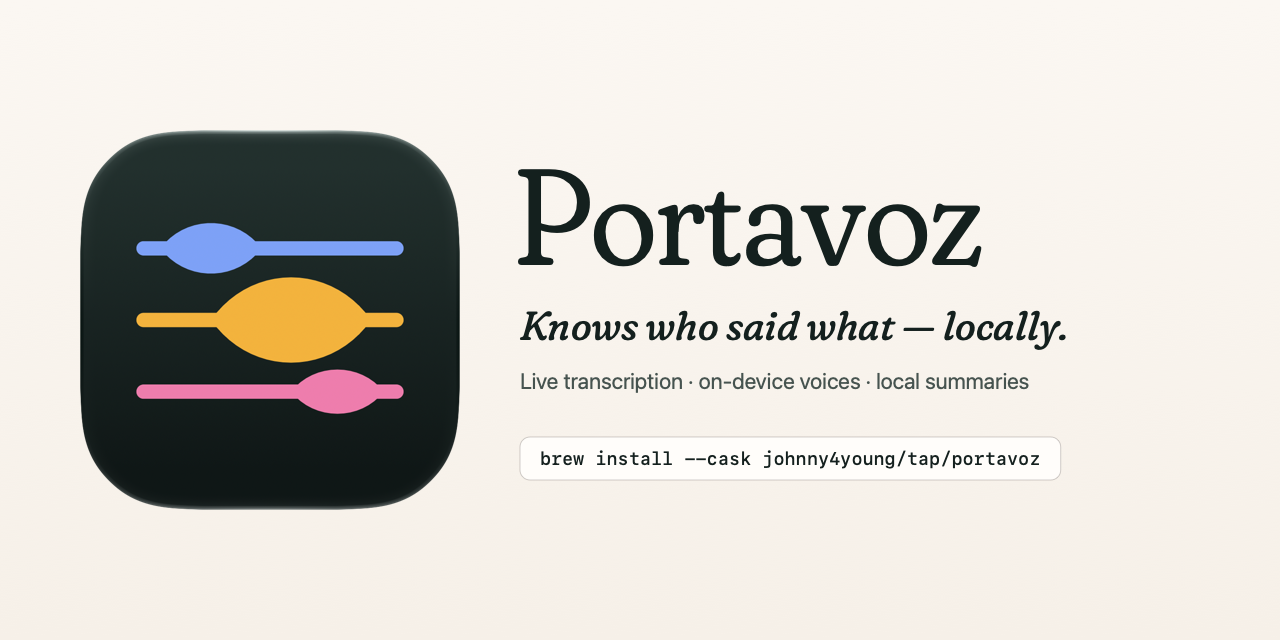 Portavoz
Knows who said what — locally.
Live transcription · on-device voices · local summaries
brew install --cask johnny4young/tap/portavoz